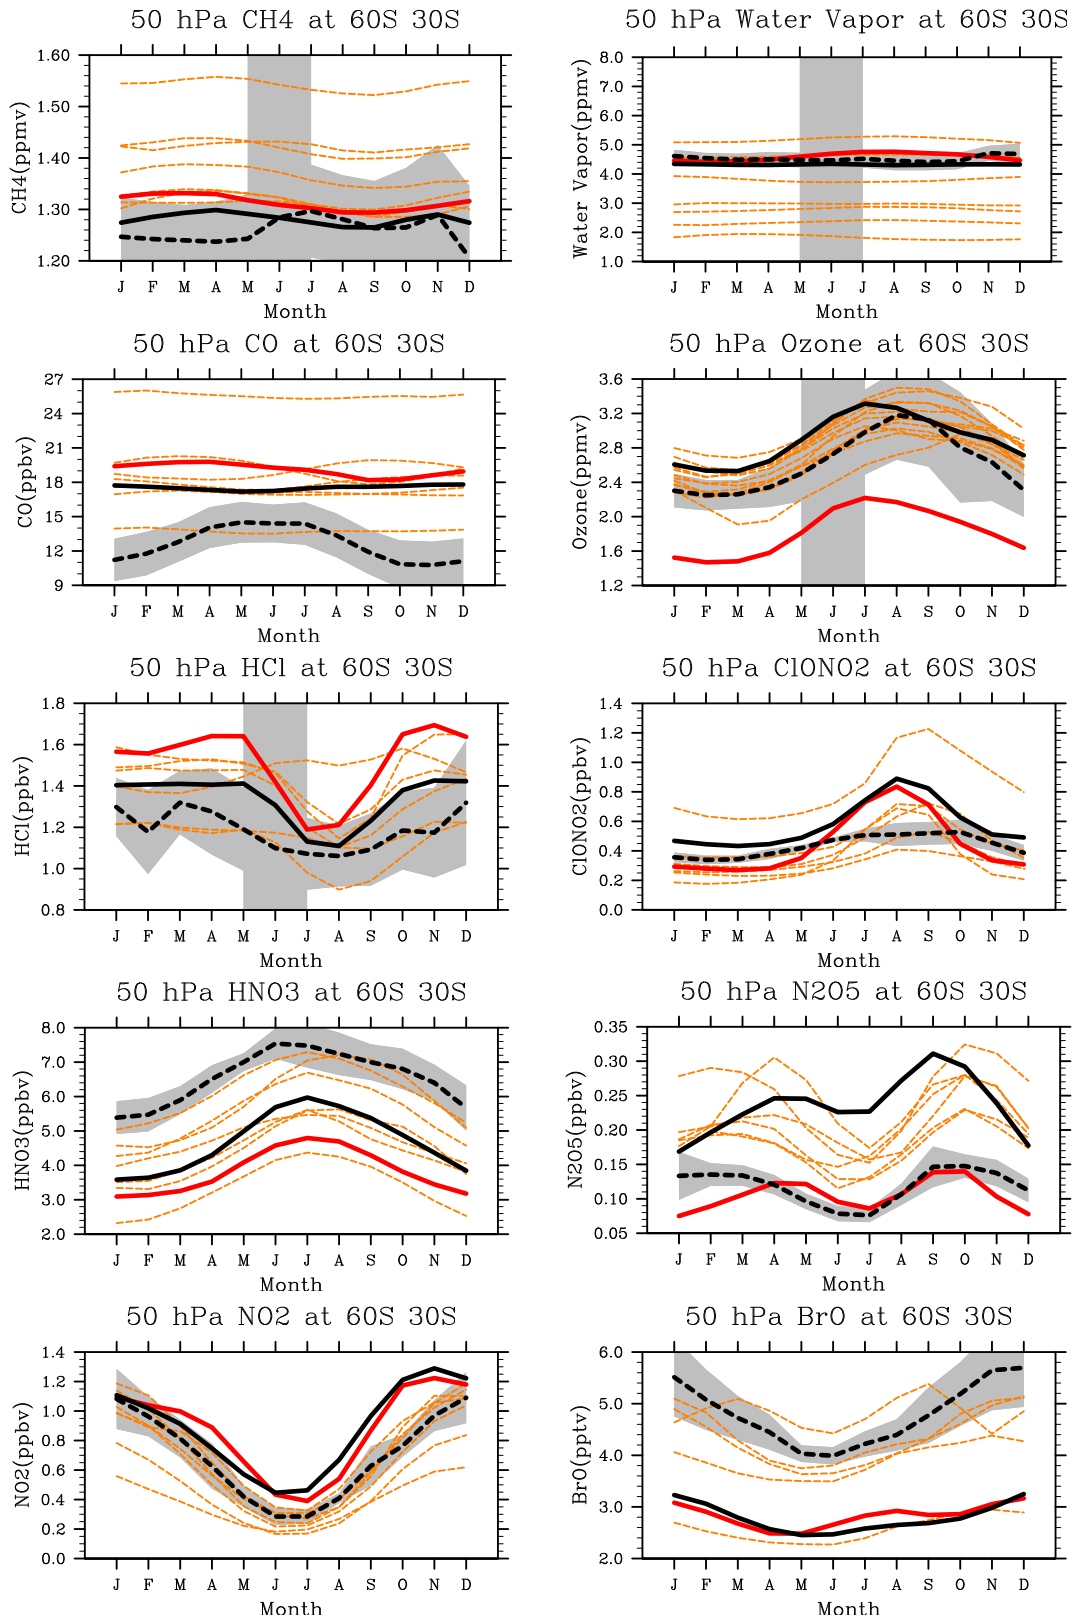 50 hPa CH4 at 60S 30S
CH4(ppmv)
1.60
1.50
1.40
1.30
1.20
J F M A M J J A S O N D
Month
50 hPa Water Vapor at 60S 30S
Water Vapor(ppmv)
8.0
7.0
6.0
5.0
4.0
3.0
2.0
1.0
J F M A M J J A S O N D
Month
50 hPa CO at 60S 30S
CO(ppbv)
27
24
21
18
15
12
9
J F M A M J J A S O N D
Month
50 hPa Ozone at 60S 30S
Ozone(ppmv)
3.6
3.2
2.8
2.4
2.0
1.6
1.2
J F M A M J J A S O N D
Month
50 hPa HCl at 60S 30S
HCl(ppbv)
1.8
1.6
1.4
1.2
1.0
0.8
J F M A M J J A S O N D
Month
50 hPa ClONO2 at 60S 30S
ClONO2(ppbv)
1.4
1.2
1.0
0.8
0.6
0.4
0.2
0.0
J F M A M J J A S O N D
Month
50 hPa HNO3 at 60S 30S
HNO3(ppbv)
8.0
7.0
6.0
5.0
4.0
3.0
2.0
J F M A M J J A S O N D
Month
50 hPa N2O5 at 60S 30S
N2O5(ppbv)
0.35
0.30
0.25
0.20
0.15
0.10
0.05
J F M A M J J A S O N D
Month
50 hPa NO2 at 60S 30S
NO2(ppbv)
1.4
1.2
1.0
0.8
0.6
0.4
0.2
0.0
J F M A M J J A S O N D
Month
50 hPa BrO at 60S 30S
BrO(pptv)
6.0
5.0
4.0
3.0
2.0
J F M A M J J A S O N D
Month